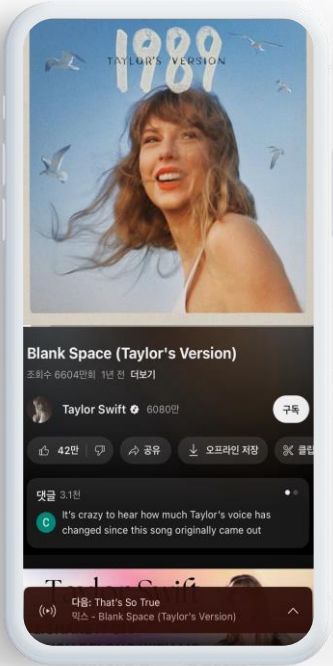 1989
TAYLOR'S VERSION
Blank Space (Taylor's Version)
조회수 6604만회 1년 전 더보기
Taylor Swift 6080만 구독
42만 공유 오프라인 저장 클립
댓글 3.1천
C It's crazy to hear how much Taylor's voice has
changed since this song originally came out
Taylor Swift
다음: That's So True
믹스 - Blank Space (Taylor's Version)